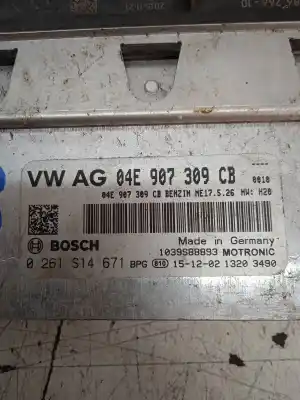 VW AG 04E 907 309 CB
0010
04E 907 309 CB BENZIN ME17.5.26 HW: H20
BOSCH
Made in Germany
1039S88893 MOTRONIC
0 261 S14 671 BPG 810 15-12-02 1320 3490